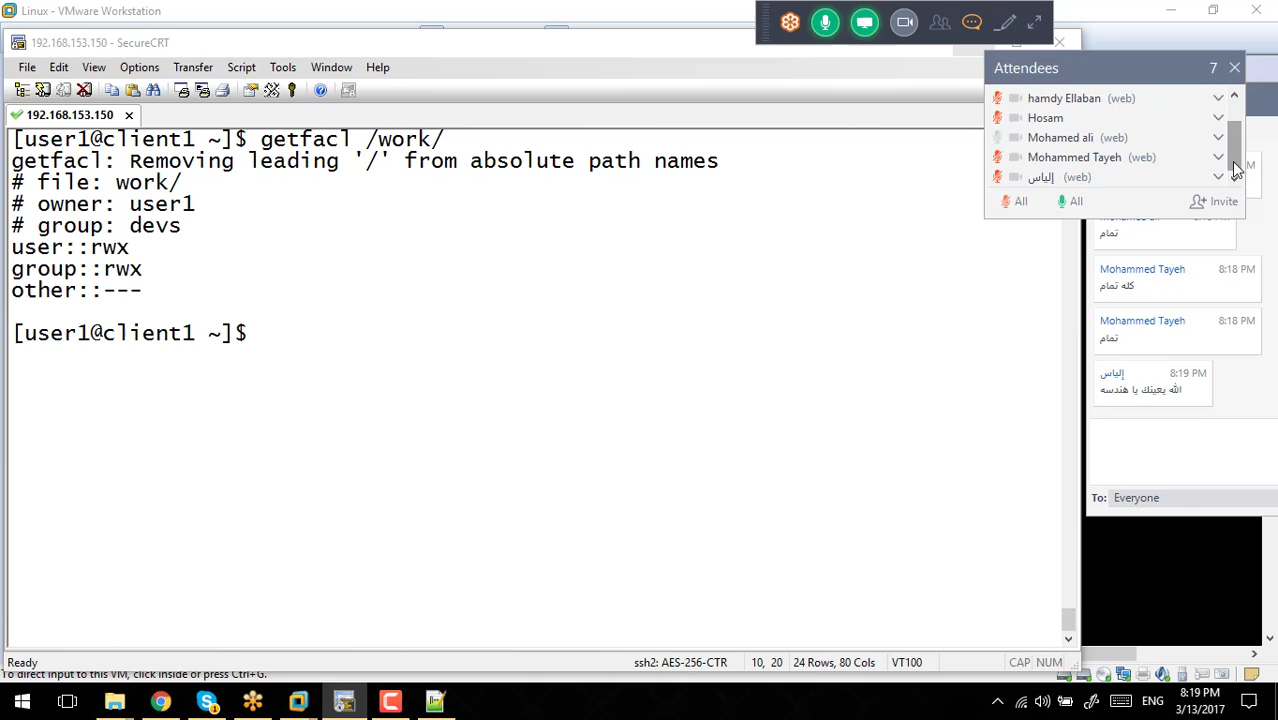 Linux - VMware Workstation
192.168.153.150 - SecureCRT
File Edit View Options Transfer Script Tools Window Help
192.168.153.150
[user1@client1 ~]$ getfacl /work/
getfacl: Removing leading '/' from absolute path names
# file: work/
# owner: user1
# group: devs
user::rwx
group::rwx
other::---
[user1@client1 ~]$
Ready
ssh2: AES-256-CTR 10, 20 24 Rows, 80 Cols VT100 CAP NUM
To direct input to this VM, click inside or press Ctrl+G.
Attendees 7
hamdy Ellaban (web)
Hosam
Mohamed ali (web)
Mohammed Tayeh (web)
إلياس (web)
All All Invite
تمام
Mohammed Tayeh 8:18 PM
كله تمام
Mohammed Tayeh 8:18 PM
تمام
إلياس 8:19 PM
الله يعينك يا هندسه
To: Everyone
ENG
8:19 PM
3/13/2017